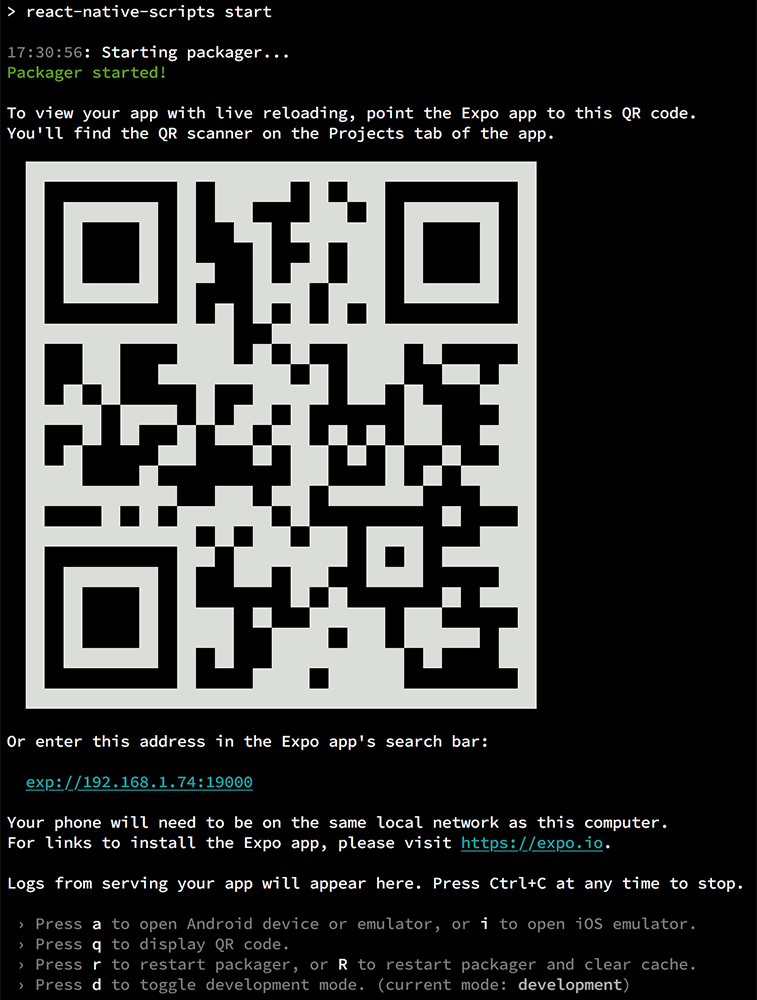 > react-native-scripts start
17:30:56: Starting packager...
Packager started!
To view your app with live reloading, point the Expo app to this QR code.
You'll find the QR scanner on the Projects tab of the app.
Or enter this address in the Expo app's search bar:
exp://192.168.1.74:19000
Your phone will need to be on the same local network as this computer.
For links to install the Expo app, please visit https://expo.io.
Logs from serving your app will appear here. Press Ctrl+C at any time to stop.
› Press a to open Android device or emulator, or i to open iOS emulator.
› Press q to display QR code.
› Press r to restart packager, or R to restart packager and clear cache.
› Press d to toggle development mode. (current mode: development)